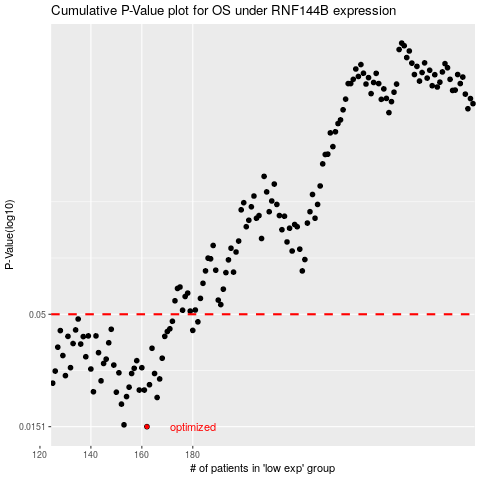 Cumulative P-Value plot for OS under RNF144B expression
P-Value(log10)
0.05
0.0151
optimized
120 140 160 180
# of patients in 'low exp' group